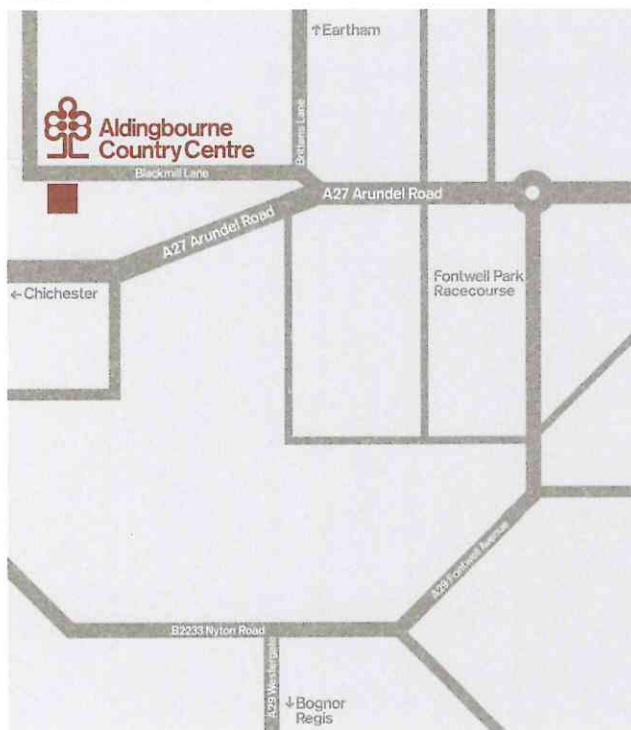 ↑Eartham
Brittens Lane
Aldingbourne
Country Centre
Blackmill Lane
A27 Arundel Road
A27 Arundel Road
←Chichester
Fontwell Park
Racecourse
A29 Fontwell Avenue
B2233 Nyton Road
A29 Westergate
↓Bognor
Regis